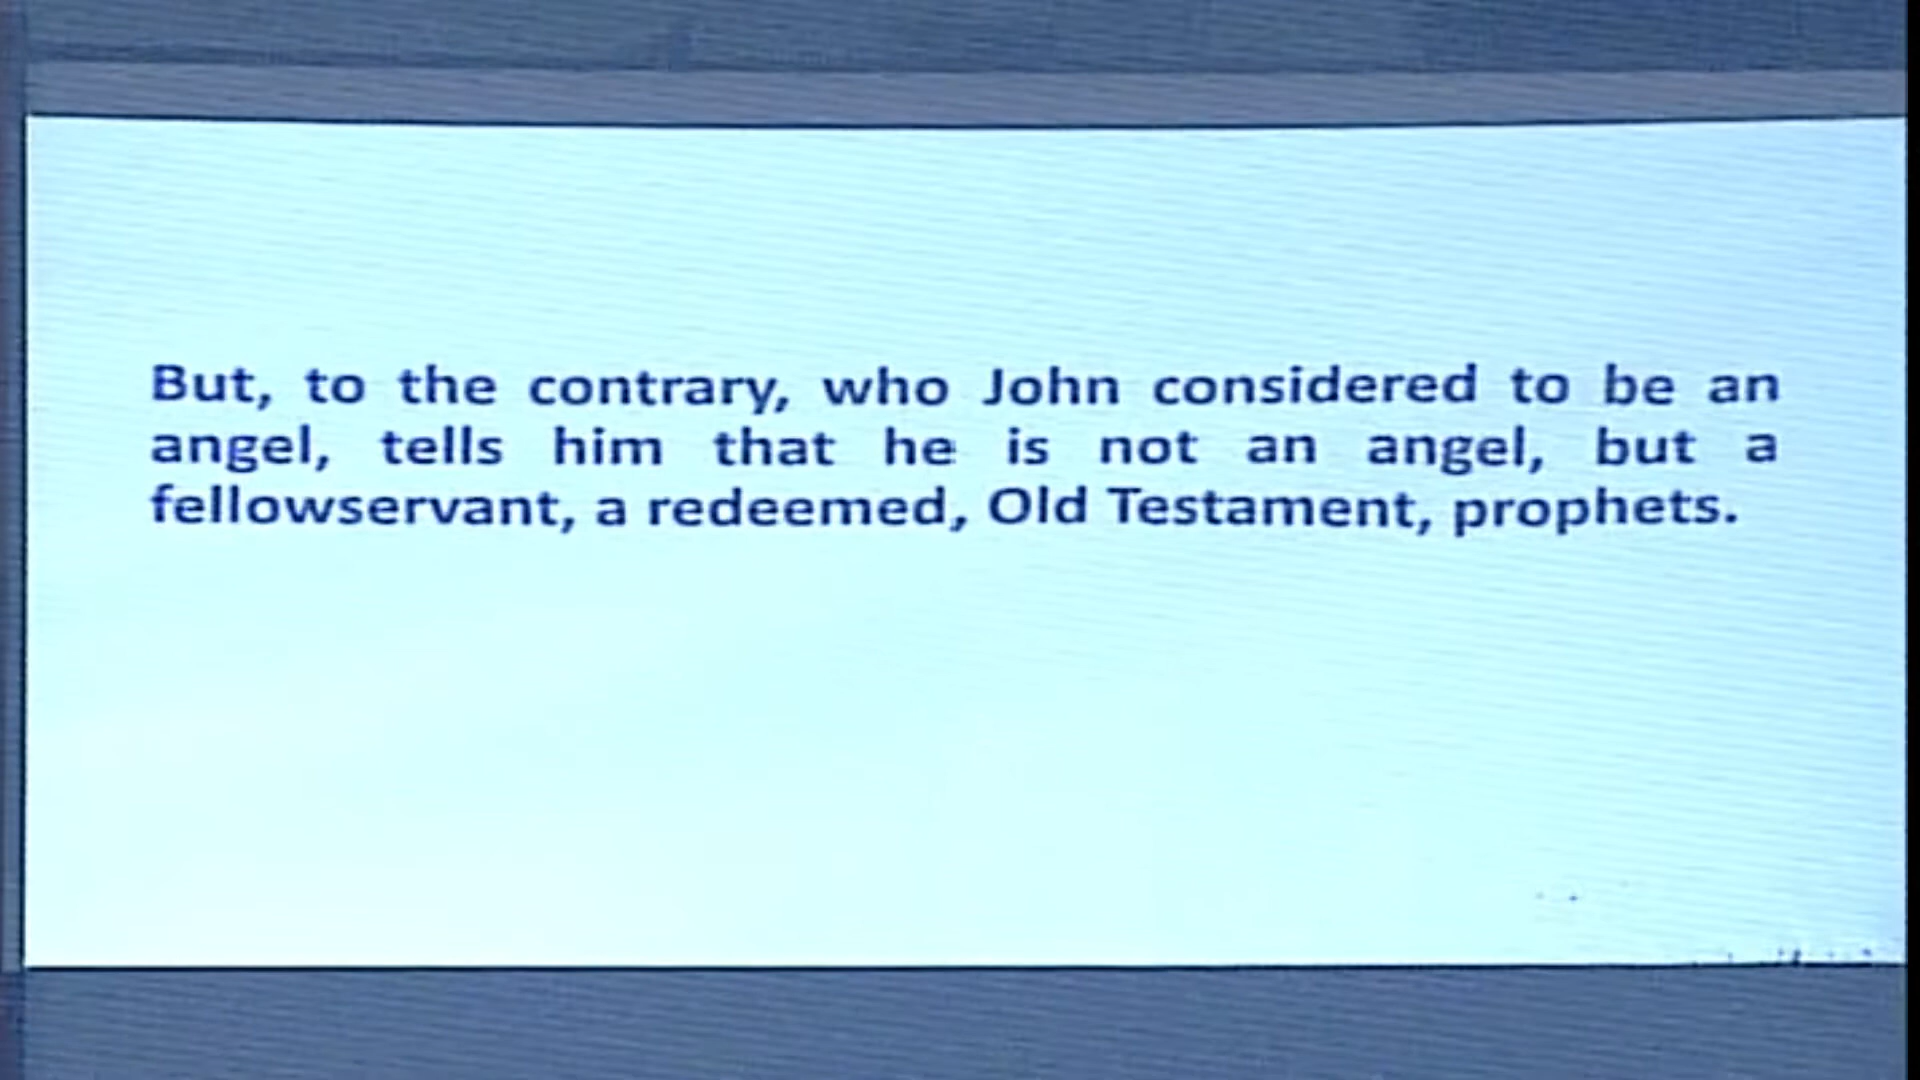 But, to the contrary, who John considered to be an
angel, tells him that he is not an angel, but a
fellowservant, a redeemed, Old Testament, prophets.